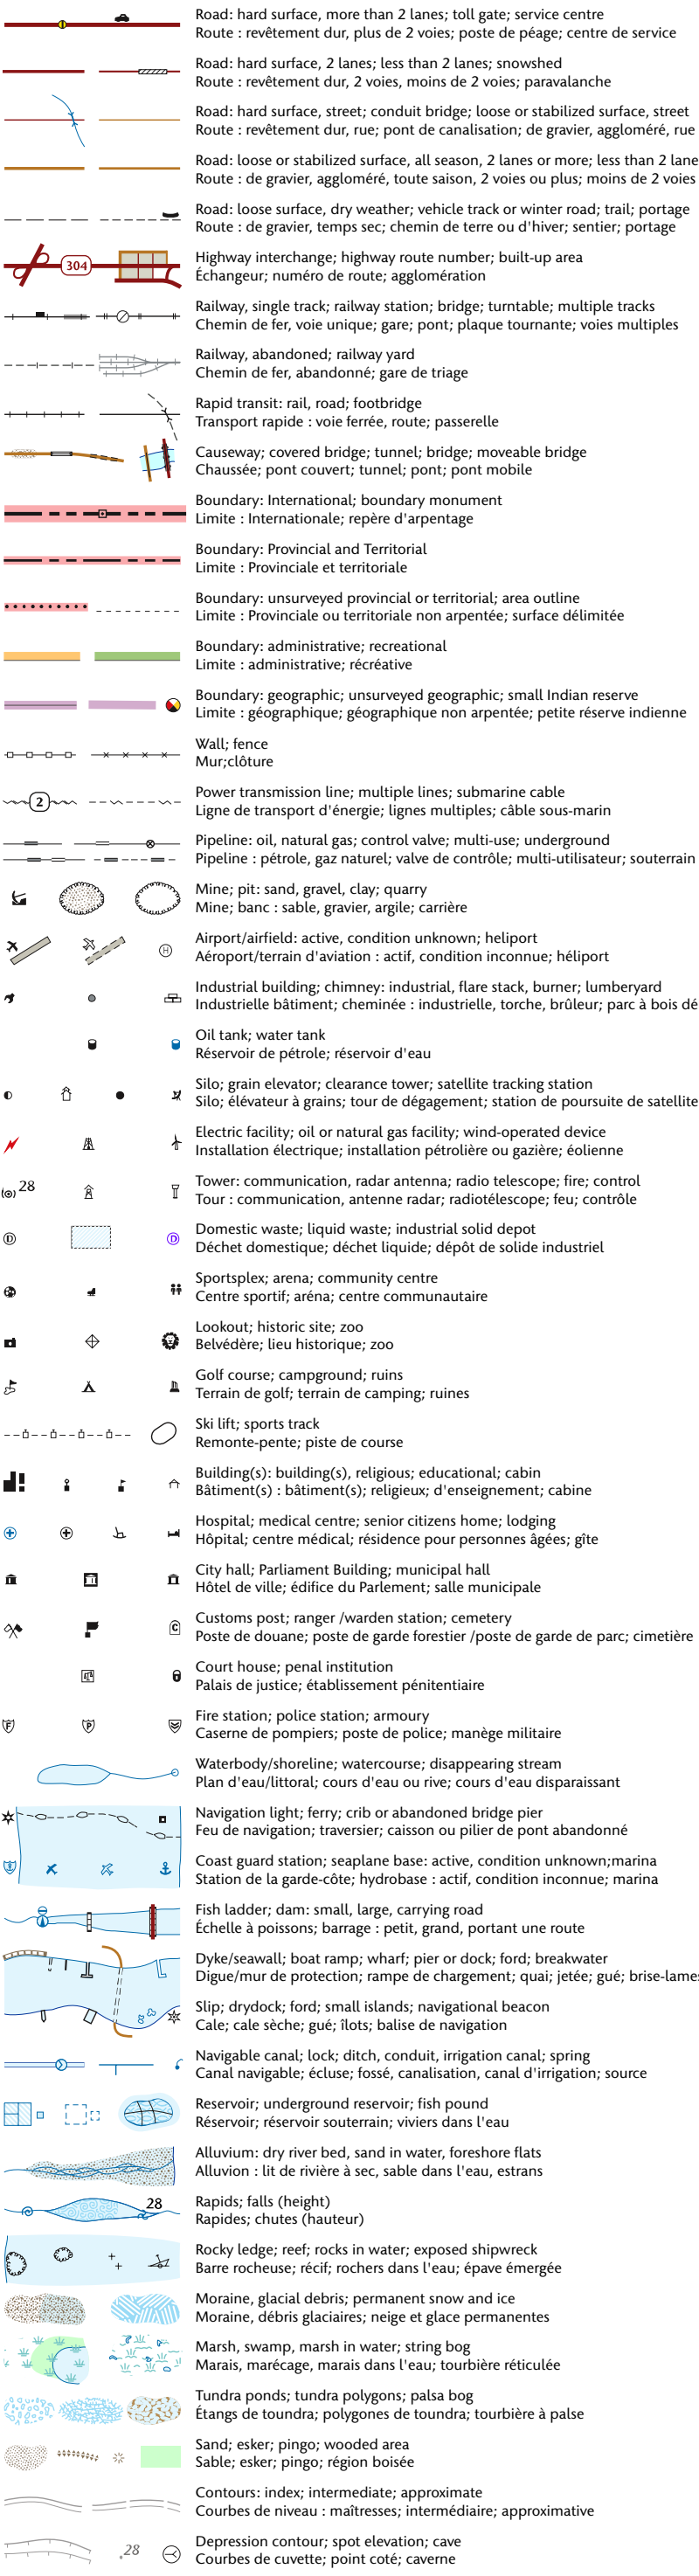 Road: hard surface, more than 2 lanes; toll gate; service centre
Route : revêtement dur, plus de 2 voies; poste de péage; centre de service
Road: hard surface, 2 lanes; less than 2 lanes; snowshed
Route : revêtement dur, 2 voies, moins de 2 voies; paravalanche
Road: hard surface, street; conduit bridge; loose or stabilized surface, street
Route : revêtement dur, rue; pont de canalisation; de gravier, aggloméré, rue
Road: loose or stabilized surface, all season, 2 lanes or more; less than 2 lane
Route : de gravier, aggloméré, toute saison, 2 voies ou plus; moins de 2 voies
Road: loose surface, dry weather; vehicle track or winter road; trail; portage
Route : de gravier, temps sec; chemin de terre ou d'hiver; sentier; portage
304
Highway interchange; highway route number; built-up area
Échangeur; numéro de route; agglomération
Railway, single track; railway station; bridge; turntable; multiple tracks
Chemin de fer, voie unique; gare; pont; plaque tournante; voies multiples
Railway, abandoned; railway yard
Chemin de fer, abandonné; gare de triage
Rapid transit: rail, road; footbridge
Transport rapide : voie ferrée, route; passerelle
Causeway; covered bridge; tunnel; bridge; moveable bridge
Chaussée; pont couvert; tunnel; pont; pont mobile
Boundary: International; boundary monument
Limite : Internationale; repère d'arpentage
Boundary: Provincial and Territorial
Limite : Provinciale et territoriale
Boundary: unsurveyed provincial or territorial; area outline
Limite : Provinciale ou territoriale non arpentée; surface délimitée
Boundary: administrative; recreational
Limite : administrative; récréative
Boundary: geographic; unsurveyed geographic; small Indian reserve
Limite : géographique; géographique non arpentée; petite réserve indienne
Wall; fence
Mur;clôture
2
Power transmission line; multiple lines; submarine cable
Ligne de transport d'énergie; lignes multiples; câble sous-marin
Pipeline: oil, natural gas; control valve; multi-use; underground
Pipeline : pétrole, gaz naturel; valve de contrôle; multi-utilisateur; souterrain
Mine; pit: sand, gravel, clay; quarry
Mine; banc : sable, gravier, argile; carrière
H
Airport/airfield: active, condition unknown; heliport
Aéroport/terrain d'aviation : actif, condition inconnue; héliport
Industrial building; chimney: industrial, flare stack, burner; lumberyard
Industrielle bâtiment; cheminée : industrielle, torche, brûleur; parc à bois dé
Oil tank; water tank
Réservoir de pétrole; réservoir d'eau
Silo; grain elevator; clearance tower; satellite tracking station
Silo; élévateur à grains; tour de dégagement; station de poursuite de satellite
Electric facility; oil or natural gas facility; wind-operated device
Installation électrique; installation pétrolière ou gazière; éolienne
28
Tower: communication, radar antenna; radio telescope; fire; control
Tour : communication, antenne radar; radiotélescope; feu; contrôle
D D
Domestic waste; liquid waste; industrial solid depot
Déchet domestique; déchet liquide; dépôt de solide industriel
Sportsplex; arena; community centre
Centre sportif; aréna; centre communautaire
Lookout; historic site; zoo
Belvédère; lieu historique; zoo
Golf course; campground; ruins
Terrain de golf; terrain de camping; ruines
Ski lift; sports track
Remonte-pente; piste de course
Building(s): building(s), religious; educational; cabin
Bâtiment(s) : bâtiment(s); religieux; d'enseignement; cabine
Hospital; medical centre; senior citizens home; lodging
Hôpital; centre médical; résidence pour personnes âgées; gîte
City hall; Parliament Building; municipal hall
Hôtel de ville; édifice du Parlement; salle municipale
C
Customs post; ranger /warden station; cemetery
Poste de douane; poste de garde forestier /poste de garde de parc; cimetière
Court house; penal institution
Palais de justice; établissement pénitentiaire
F P
Fire station; police station; armoury
Caserne de pompiers; poste de police; manège militaire
Waterbody/shoreline; watercourse; disappearing stream
Plan d'eau/littoral; cours d'eau ou rive; cours d'eau disparaissant
Navigation light; ferry; crib or abandoned bridge pier
Feu de navigation; traversier; caisson ou pilier de pont abandonné
Coast guard station; seaplane base: active, condition unknown;marina
Station de la garde-côte; hydrobase : actif, condition inconnue; marina
Fish ladder; dam: small, large, carrying road
Échelle à poissons; barrage : petit, grand, portant une route
Dyke/seawall; boat ramp; wharf; pier or dock; ford; breakwater
Digue/mur de protection; rampe de chargement; quai; jetée; gué; brise-lames
Slip; drydock; ford; small islands; navigational beacon
Cale; cale sèche; gué; îlots; balise de navigation
Navigable canal; lock; ditch, conduit, irrigation canal; spring
Canal navigable; écluse; fossé, canalisation, canal d'irrigation; source
Reservoir; underground reservoir; fish pound
Réservoir; réservoir souterrain; viviers dans l'eau
Alluvium: dry river bed, sand in water, foreshore flats
Alluvion : lit de rivière à sec, sable dans l'eau, estrans
28
Rapids; falls (height)
Rapides; chutes (hauteur)
Rocky ledge; reef; rocks in water; exposed shipwreck
Barre rocheuse; récif; rochers dans l'eau; épave émergée
Moraine, glacial debris; permanent snow and ice
Moraine, débris glaciaires; neige et glace permanentes
Marsh, swamp, marsh in water; string bog
Marais, marécage, marais dans l'eau; tourbière réticulée
Tundra ponds; tundra polygons; palsa bog
Étangs de toundra; polygones de toundra; tourbière à palse
Sand; esker; pingo; wooded area
Sable; esker; pingo; région boisée
Contours: index; intermediate; approximate
Courbes de niveau : maîtresses; intermédiaire; approximative
.28
Depression contour; spot elevation; cave
Courbes de cuvette; point coté; caverne